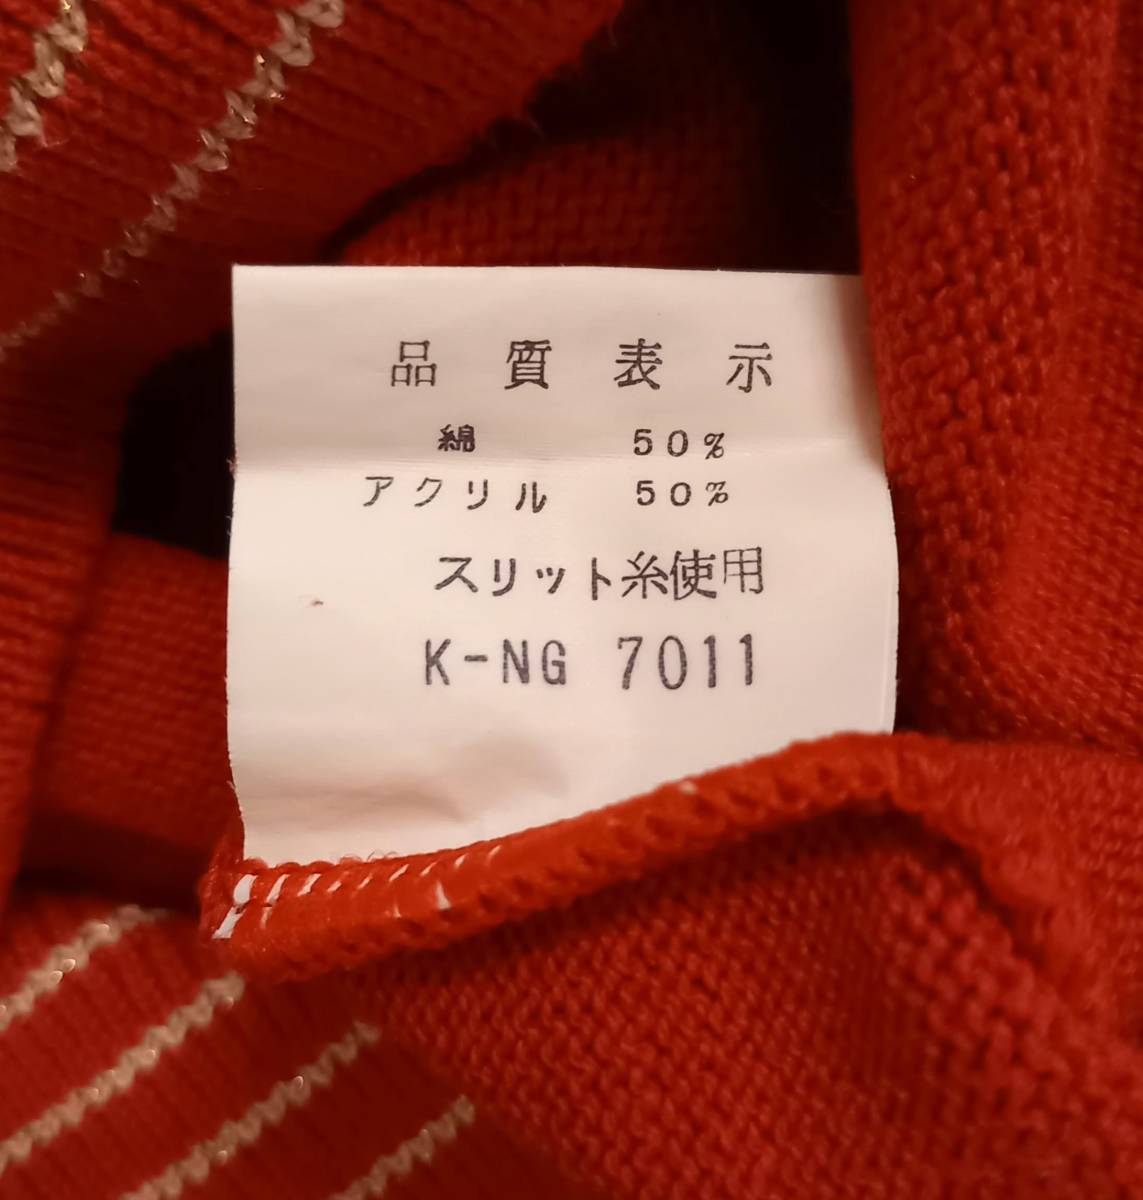 品質表示
綿 50%
アクリル 50%
スリット糸使用
K-NG 7011